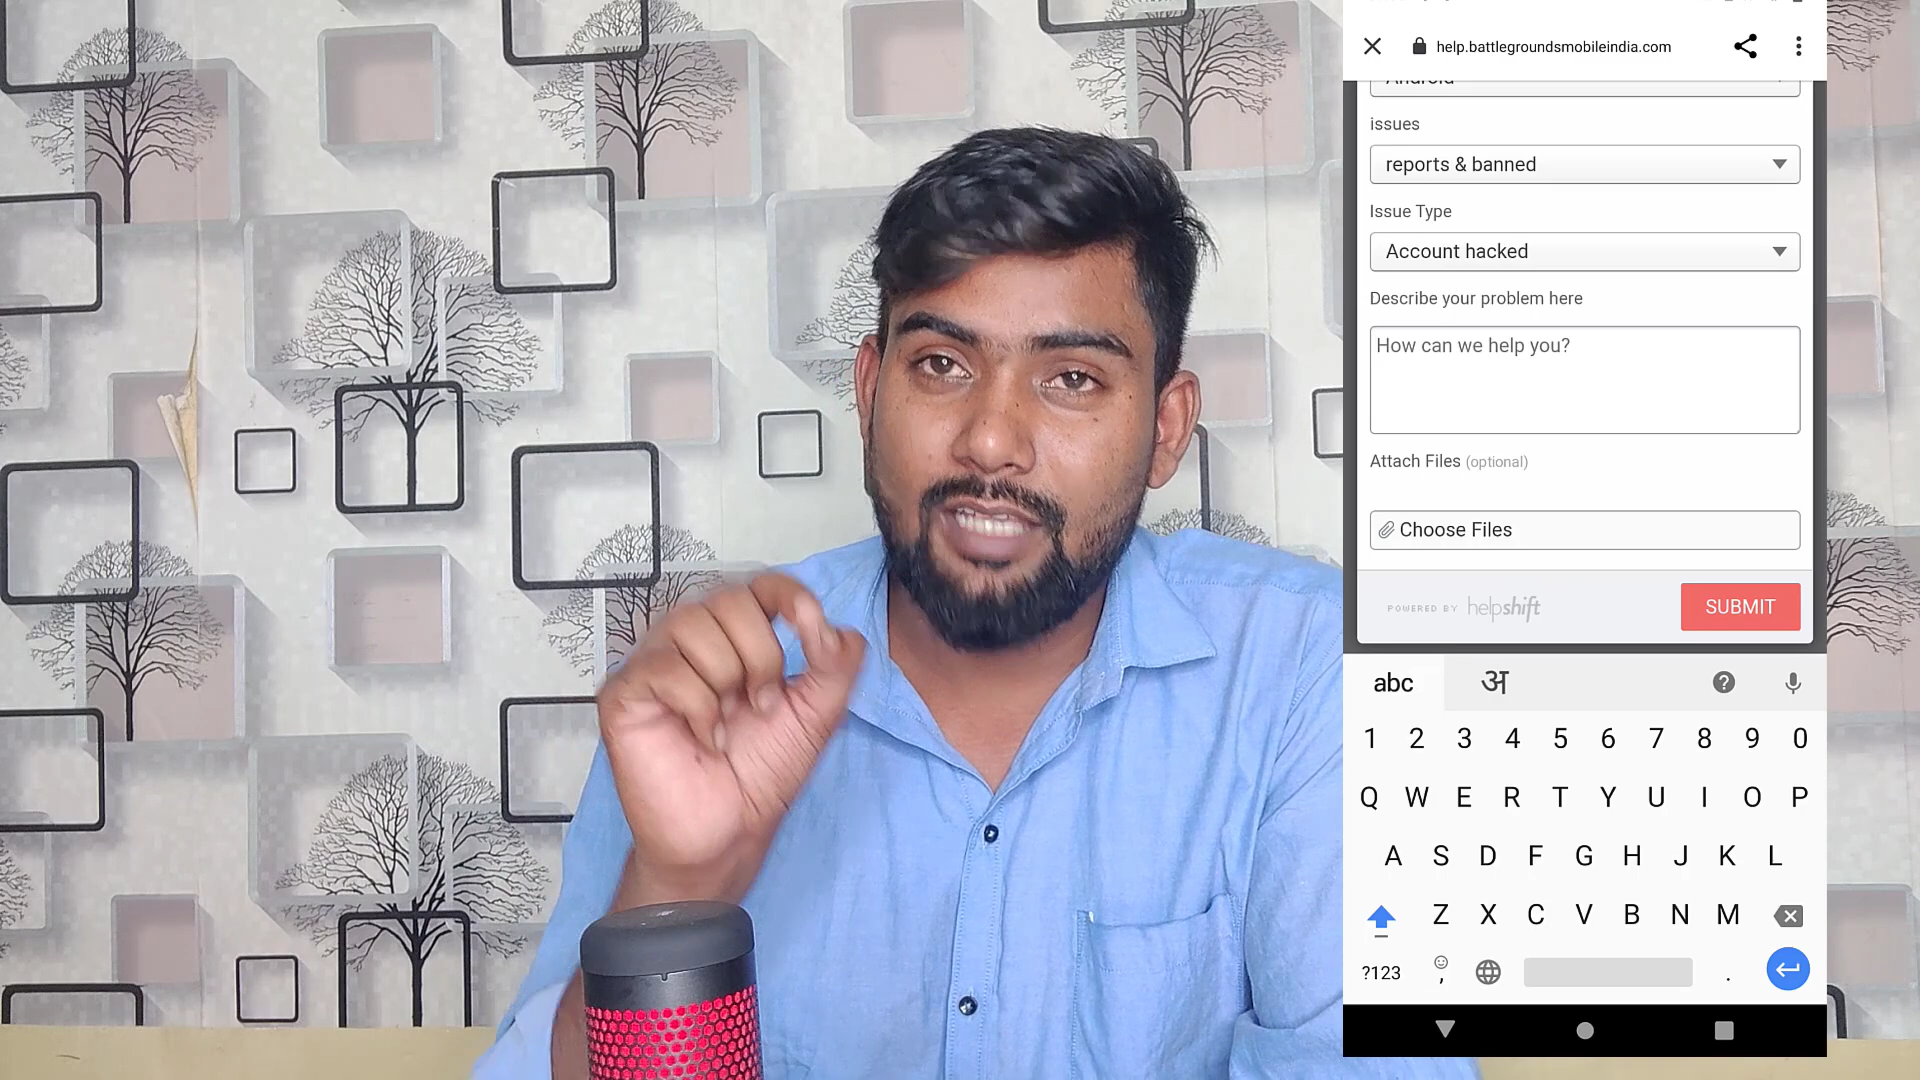 help.battlegroundsmobileindia.com
Android
issues
reports & banned
Issue Type
Account hacked
Describe your problem here
How can we help you?
Attach Files (optional)
Choose Files
POWERED BY helpshift
SUBMIT
abc अ
1 2 3 4 5 6 7 8 9 0
Q W E R T Y U I O P
A S D F G H J K L
Z X C V B N M
?123 , .